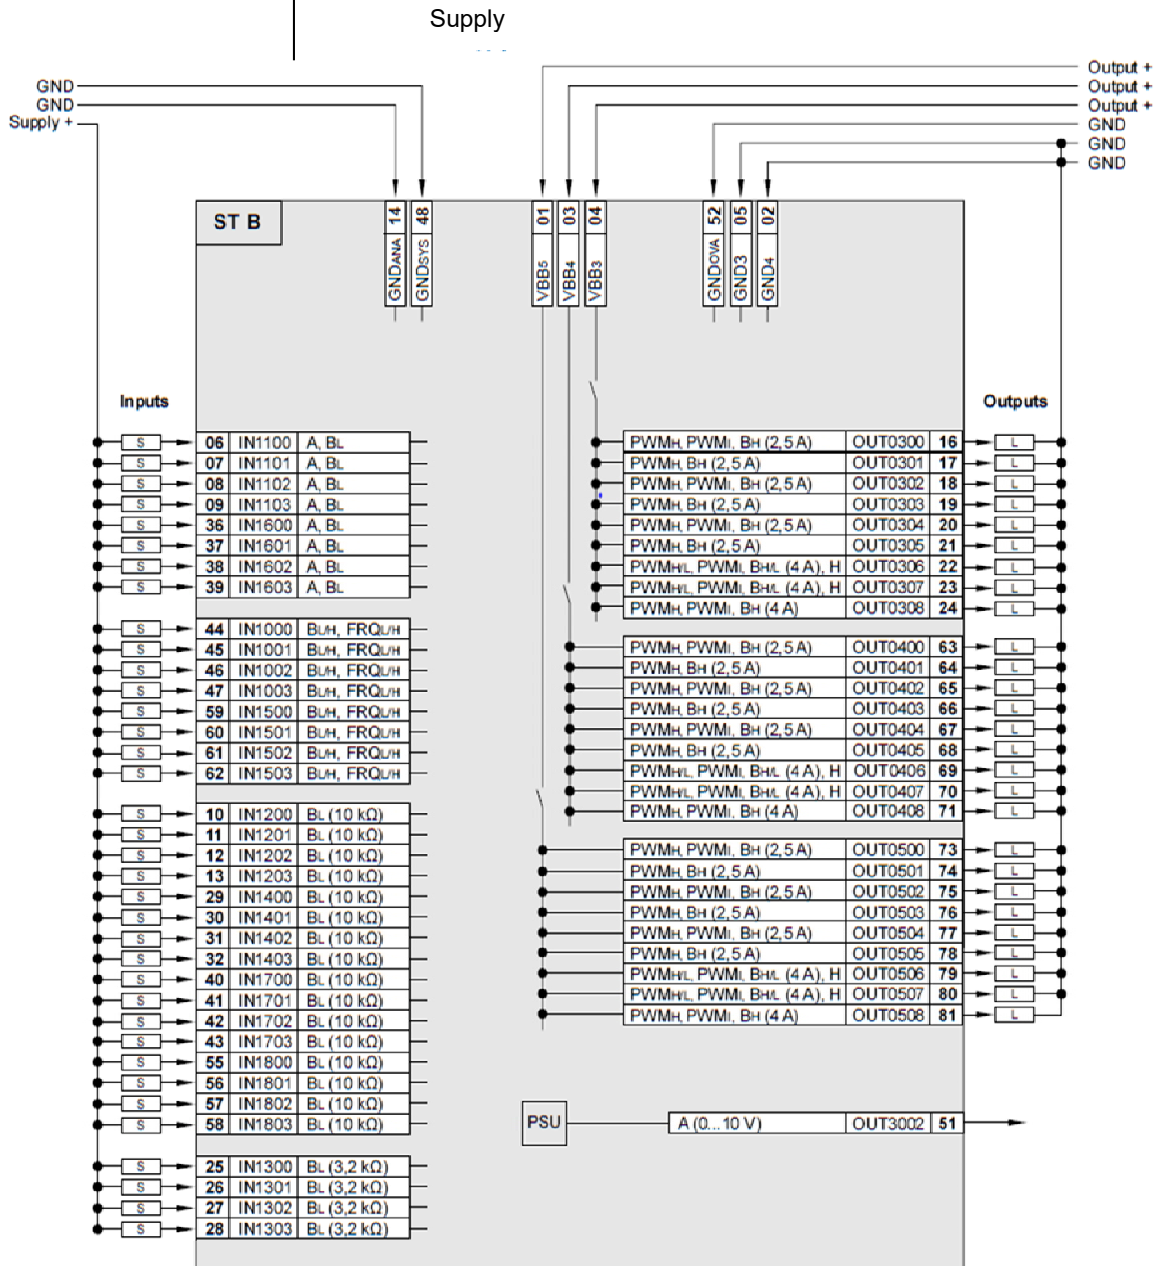 Supply
GND
GND
Supply +
Output +
Output +
Output +
GND
GND
GND
ST B
14 GNDANA
48 GNDSYS
01 VBB5
03 VBB4
04 VBB3
52 GNDOVA
05 GND3
02 GND4
Inputs
Outputs
S 06 IN1100 A, BL
S 07 IN1101 A, BL
S 08 IN1102 A, BL
S 09 IN1103 A, BL
S 36 IN1600 A, BL
S 37 IN1601 A, BL
S 38 IN1602 A, BL
S 39 IN1603 A, BL
S 44 IN1000 BL/H, FRQL/H
S 45 IN1001 BL/H, FRQL/H
S 46 IN1002 BL/H, FRQL/H
S 47 IN1003 BL/H, FRQL/H
S 59 IN1500 BL/H, FRQL/H
S 60 IN1501 BL/H, FRQL/H
S 61 IN1502 BL/H, FRQL/H
S 62 IN1503 BL/H, FRQL/H
S 10 IN1200 BL (10 kΩ)
S 11 IN1201 BL (10 kΩ)
S 12 IN1202 BL (10 kΩ)
S 13 IN1203 BL (10 kΩ)
S 29 IN1400 BL (10 kΩ)
S 30 IN1401 BL (10 kΩ)
S 31 IN1402 BL (10 kΩ)
S 32 IN1403 BL (10 kΩ)
S 40 IN1700 BL (10 kΩ)
S 41 IN1701 BL (10 kΩ)
S 42 IN1702 BL (10 kΩ)
S 43 IN1703 BL (10 kΩ)
S 55 IN1800 BL (10 kΩ)
S 56 IN1801 BL (10 kΩ)
S 57 IN1802 BL (10 kΩ)
S 58 IN1803 BL (10 kΩ)
S 25 IN1300 BL (3,2 kΩ)
S 26 IN1301 BL (3,2 kΩ)
S 27 IN1302 BL (3,2 kΩ)
S 28 IN1303 BL (3,2 kΩ)
PWMH, PWMI, BH (2,5 A) OUT0300 16 L
PWMH, BH (2,5 A) OUT0301 17 L
PWMH, PWMI, BH (2,5 A) OUT0302 18 L
PWMH, BH (2,5 A) OUT0303 19 L
PWMH, PWMI, BH (2,5 A) OUT0304 20 L
PWMH, BH (2,5 A) OUT0305 21 L
PWMH/L, PWMI, BH/L (4 A), H OUT0306 22 L
PWMH/L, PWMI, BH/L (4 A), H OUT0307 23 L
PWMH, PWMI, BH (4 A) OUT0308 24 L
PWMH, PWMI, BH (2,5 A) OUT0400 63 L
PWMH, BH (2,5 A) OUT0401 64 L
PWMH, PWMI, BH (2,5 A) OUT0402 65 L
PWMH, BH (2,5 A) OUT0403 66 L
PWMH, PWMI, BH (2,5 A) OUT0404 67 L
PWMH, BH (2,5 A) OUT0405 68 L
PWMH/L, PWMI, BH/L (4 A), H OUT0406 69 L
PWMH/L, PWMI, BH/L (4 A), H OUT0407 70 L
PWMH, PWMI, BH (4 A) OUT0408 71 L
PWMH, PWMI, BH (2,5 A) OUT0500 73 L
PWMH, BH (2,5 A) OUT0501 74 L
PWMH, PWMI, BH (2,5 A) OUT0502 75 L
PWMH, BH (2,5 A) OUT0503 76 L
PWMH, PWMI, BH (2,5 A) OUT0504 77 L
PWMH, BH (2,5 A) OUT0505 78 L
PWMH/L, PWMI, BH/L (4 A), H OUT0506 79 L
PWMH/L, PWMI, BH/L (4 A), H OUT0507 80 L
PWMH, PWMI, BH (4 A) OUT0508 81 L
PSU
A (0...10 V) OUT3002 51